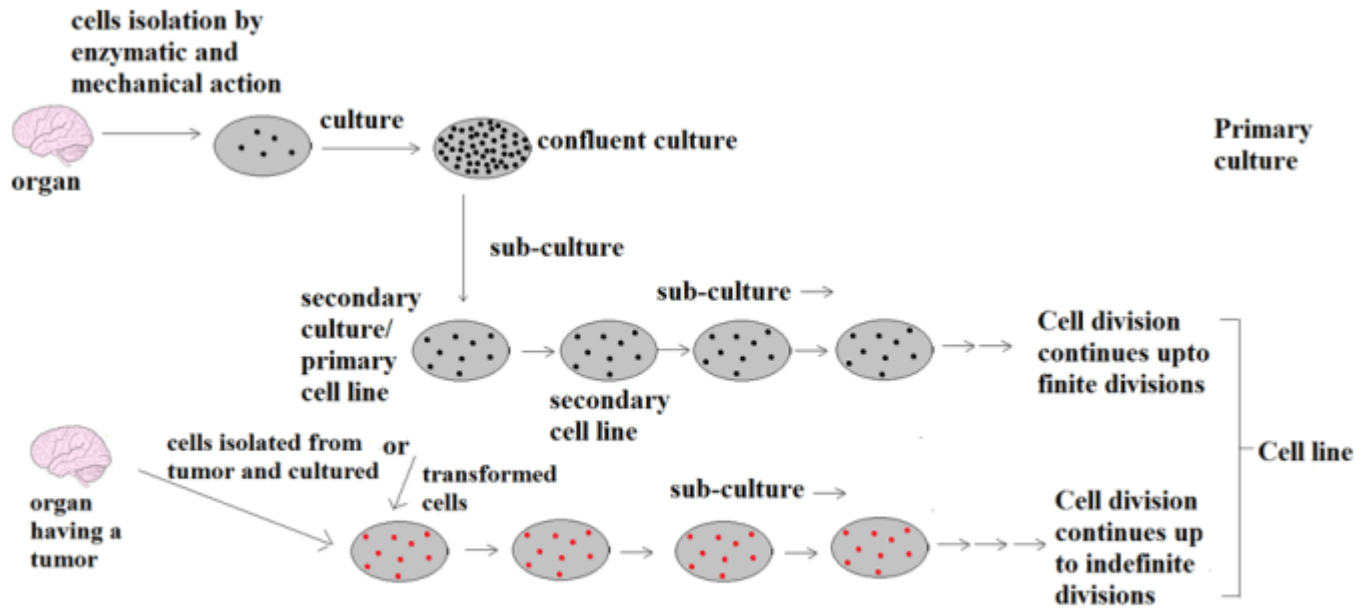 cells isolation by
enzymatic and
mechanical action
organ
culture
confluent culture
Primary
culture
sub-culture
secondary
culture/
primary
cell line
sub-culture
secondary
cell line
Cell division
continues upto
finite divisions
Cell line
organ
having a
tumor
cells isolated from
tumor and cultured
or
transformed
cells
sub-culture
Cell division
continues up
to indefinite
divisions